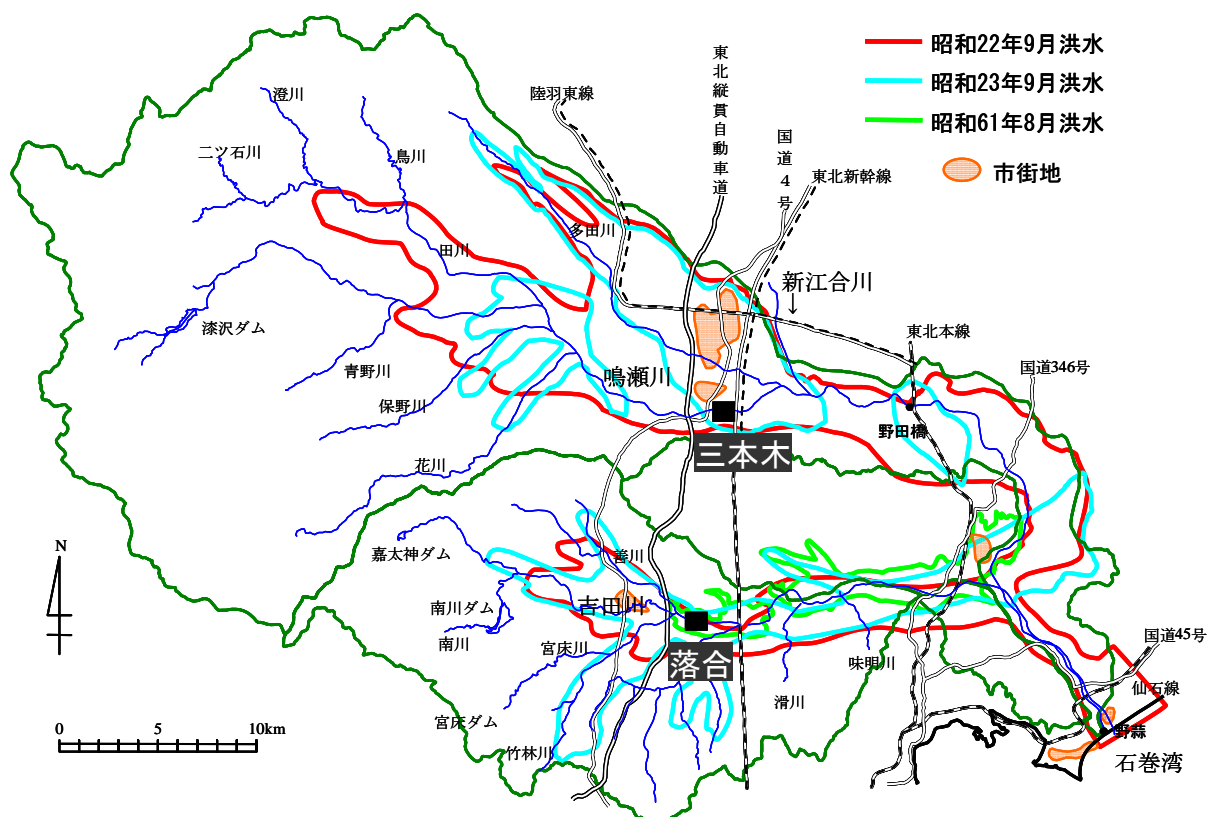 昭和22年9月洪水
昭和23年9月洪水
昭和61年8月洪水
市街地
東北縦貫自動車道
国道4号
陸羽東線
東北新幹線
澄川
二ツ石川
鳥川
多田川
田川
新江合川
漆沢ダム
東北本線
国道346号
青野川
鳴瀬川
保野川
野田橋
三本木
花川
嘉太神ダム
善川
N
南川ダム
吉田川
南川
宮床川
落合
味明川
滑川
国道45号
仙石線
宮床ダム
竹林川
野蒜
石巻湾
0 5 10km